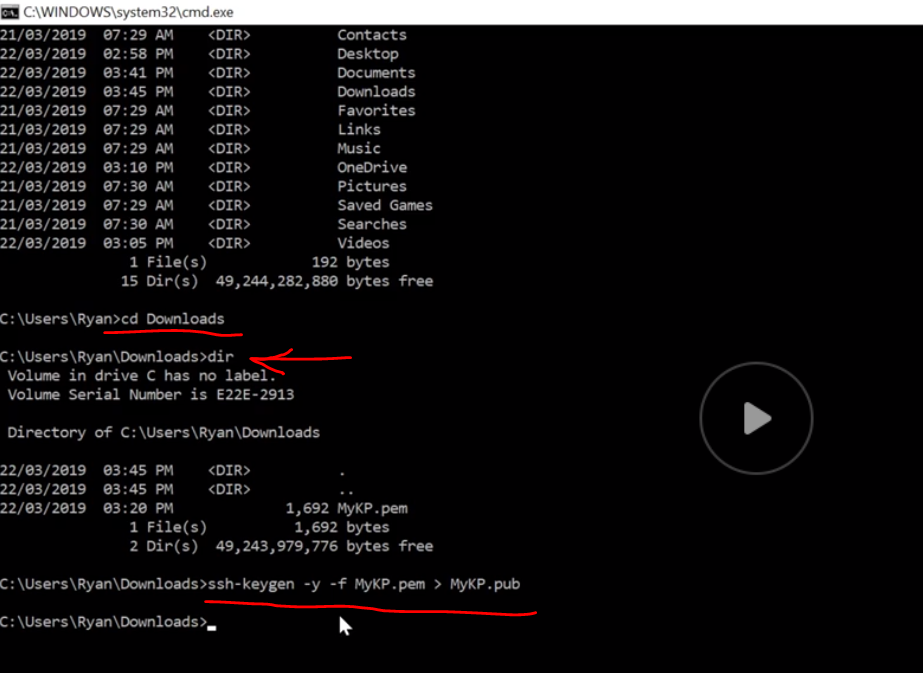 C:\WINDOWS\system32\cmd.exe
21/03/2019 07:29 AM <DIR> Contacts
22/03/2019 02:58 PM <DIR> Desktop
22/03/2019 03:41 PM <DIR> Documents
22/03/2019 03:45 PM <DIR> Downloads
21/03/2019 07:29 AM <DIR> Favorites
21/03/2019 07:29 AM <DIR> Links
21/03/2019 07:29 AM <DIR> Music
22/03/2019 03:10 PM <DIR> OneDrive
21/03/2019 07:30 AM <DIR> Pictures
21/03/2019 07:29 AM <DIR> Saved Games
21/03/2019 07:30 AM <DIR> Searches
22/03/2019 03:05 PM <DIR> Videos
1 File(s) 192 bytes
15 Dir(s) 49,244,282,880 bytes free
C:\Users\Ryan>cd Downloads
C:\Users\Ryan\Downloads>dir
Volume in drive C has no label.
Volume Serial Number is E22E-2913
Directory of C:\Users\Ryan\Downloads
22/03/2019 03:45 PM <DIR> .
22/03/2019 03:45 PM <DIR> ..
22/03/2019 03:20 PM 1,692 MyKP.pem
1 File(s) 1,692 bytes
2 Dir(s) 49,243,979,776 bytes free
C:\Users\Ryan\Downloads>ssh-keygen -y -f MyKP.pem > MyKP.pub
C:\Users\Ryan\Downloads>